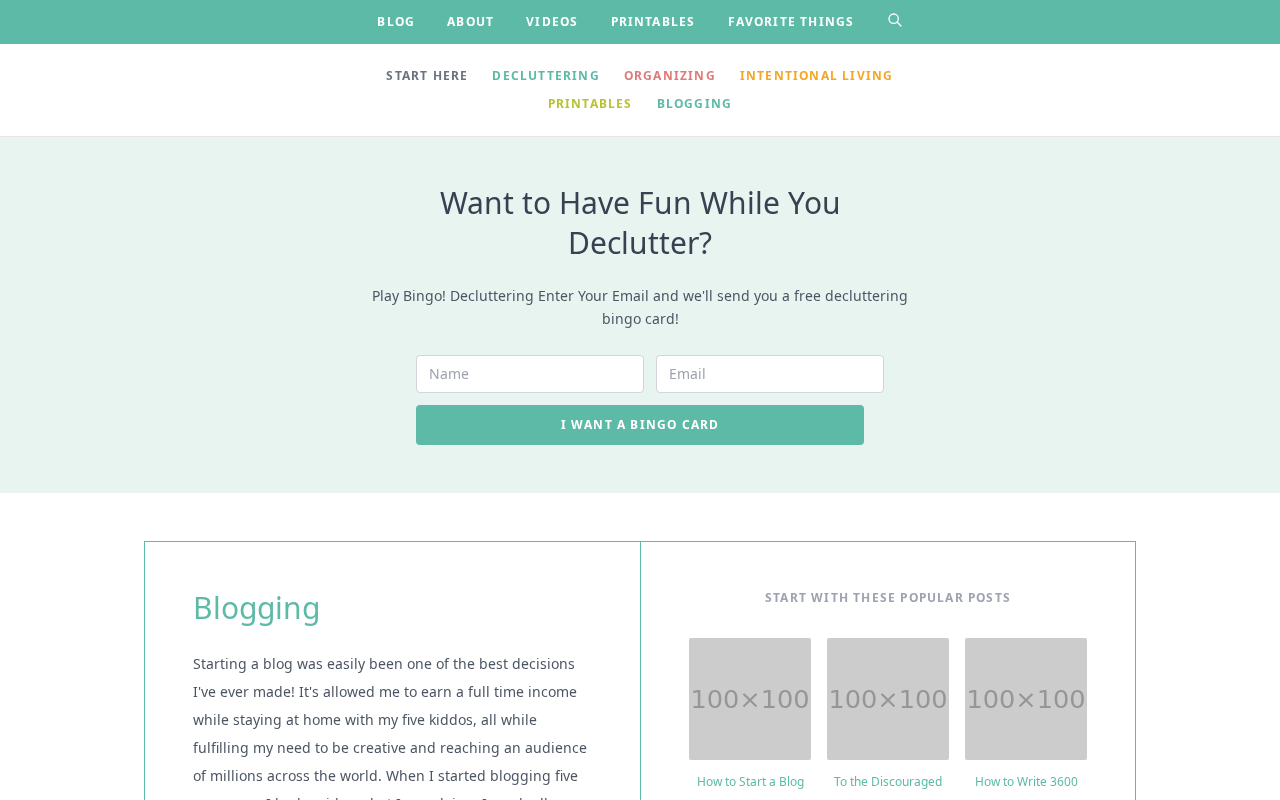 BLOG ABOUT VIDEOS PRINTABLES FAVORITE THINGS
START HERE DECLUTTERING ORGANIZING INTENTIONAL LIVING
PRINTABLES BLOGGING
Want to Have Fun While You
Declutter?
Play Bingo! Decluttering Enter Your Email and we'll send you a free decluttering
bingo card!
Name Email
I WANT A BINGO CARD
Blogging
Starting a blog was easily been one of the best decisions
I've ever made! It's allowed me to earn a full time income
while staying at home with my five kiddos, all while
fulfilling my need to be creative and reaching an audience
of millions across the world. When I started blogging five
START WITH THESE POPULAR POSTS
100×100 100×100 100×100
How to Start a Blog To the Discouraged How to Write 3600